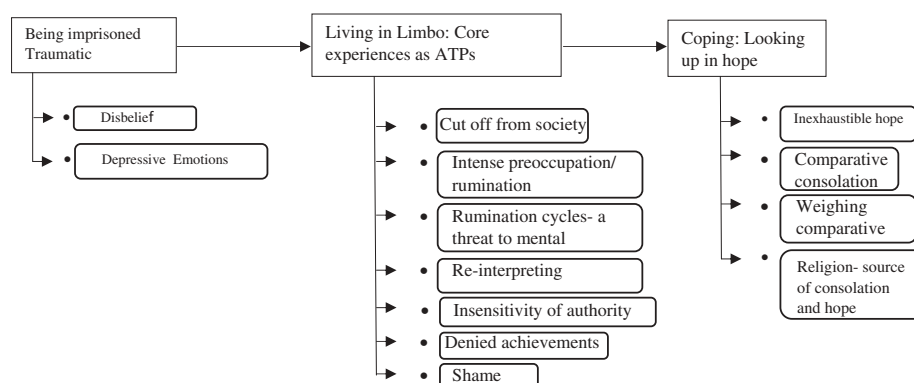 Being imprisoned
Traumatic
• Disbelief
• Depressive Emotions
Living in Limbo: Core
experiences as ATPs
• Cut off from society
• Intense preoccupation/
rumination
• Rumination cycles- a
threat to mental
• Re-interpreting
• Insensitivity of authority
• Denied achievements
• Shame
Coping: Looking
up in hope
• Inexhaustible hope
• Comparative
consolation
• Weighing
comparative
• Religion- source
of consolation
and hope